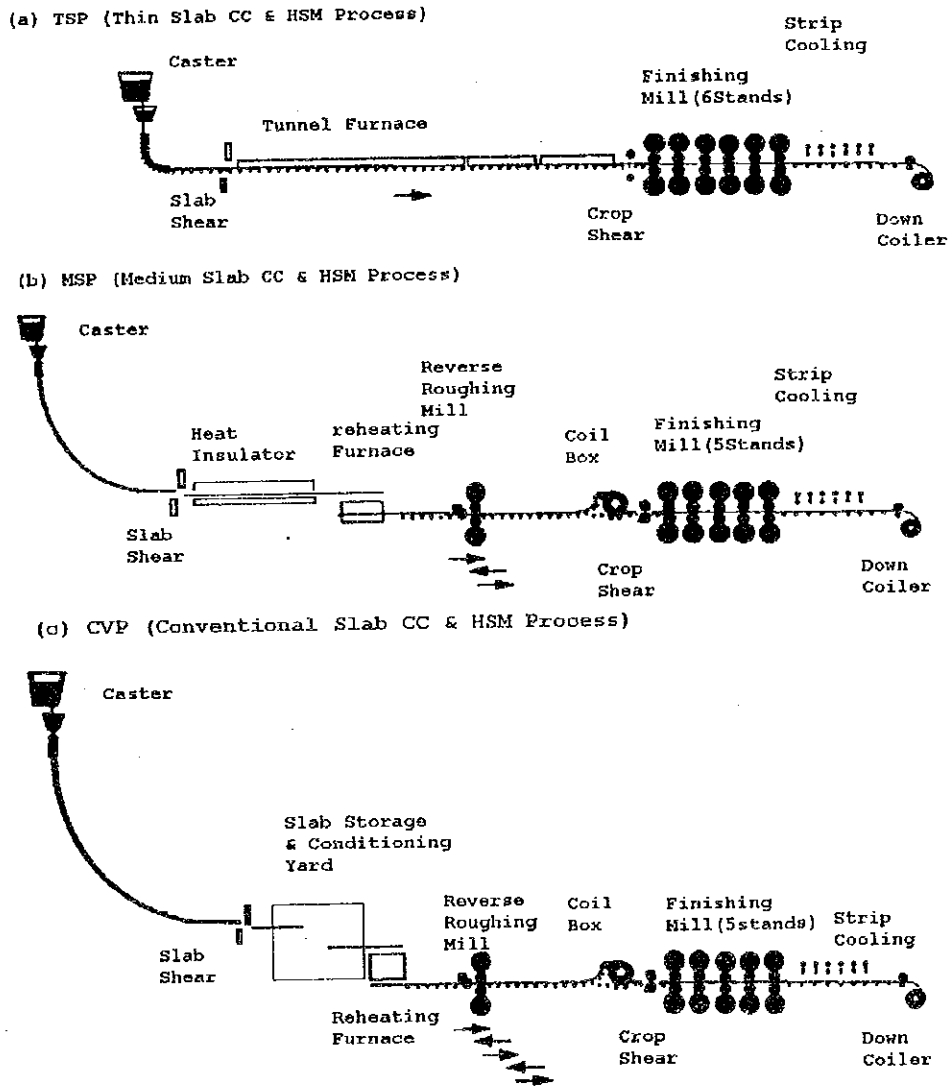 (a) TSP (Thin Slab CC & HSM Process)
Strip
Cooling
Caster
Finishing
Mill(6Stands)
Tunnel Furnace
Slab
Shear
Crop
Shear
Down
Coiler
(b) MSP (Medium Slab CC & HSM Process)
Caster
Reverse
Roughing
Mill
Strip
Cooling
Heat
Insulator
reheating
Furnace
Coil
Box
Finishing
Mill(5Stands)
Slab
Shear
Crop
Shear
Down
Coiler
(c) CVP (Conventional Slab CC & HSM Process)
Caster
Slab Storage
& Conditioning
Yard
Reverse
Roughing
Mill
Coil
Box
Finishing
Mill(5stands)
Strip
Cooling
Slab
Shear
Reheating
Furnace
Crop
Shear
Down
Coiler